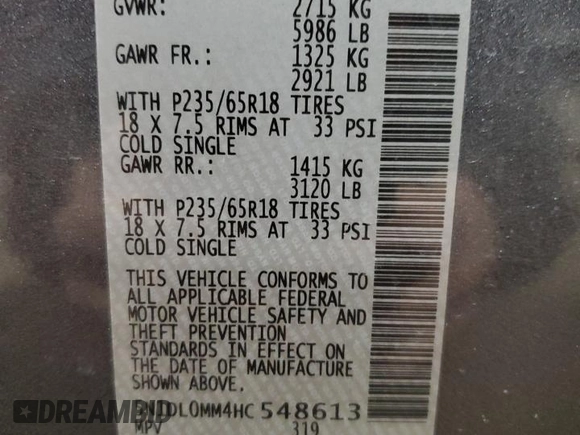 GVWR: 2715 KG
5986 LB
GAWR FR.: 1325 KG
2921 LB
WITH P235/65R18 TIRES
18 X 7.5 RIMS AT 33 PSI
COLD SINGLE
GAWR RR.: 1415 KG
3120 LB
WITH P235/65R18 TIRES
18 X 7.5 RIMS AT 33 PSI
COLD SINGLE
THIS VEHICLE CONFORMS TO
ALL APPLICABLE FEDERAL
MOTOR VEHICLE SAFETY AND
THEFT PREVENTION
STANDARDS IN EFFECT ON
THE DATE OF MANUFACTURE
SHOWN ABOVE.
DL0MM4HC548613
MPV 319
DREAMBID